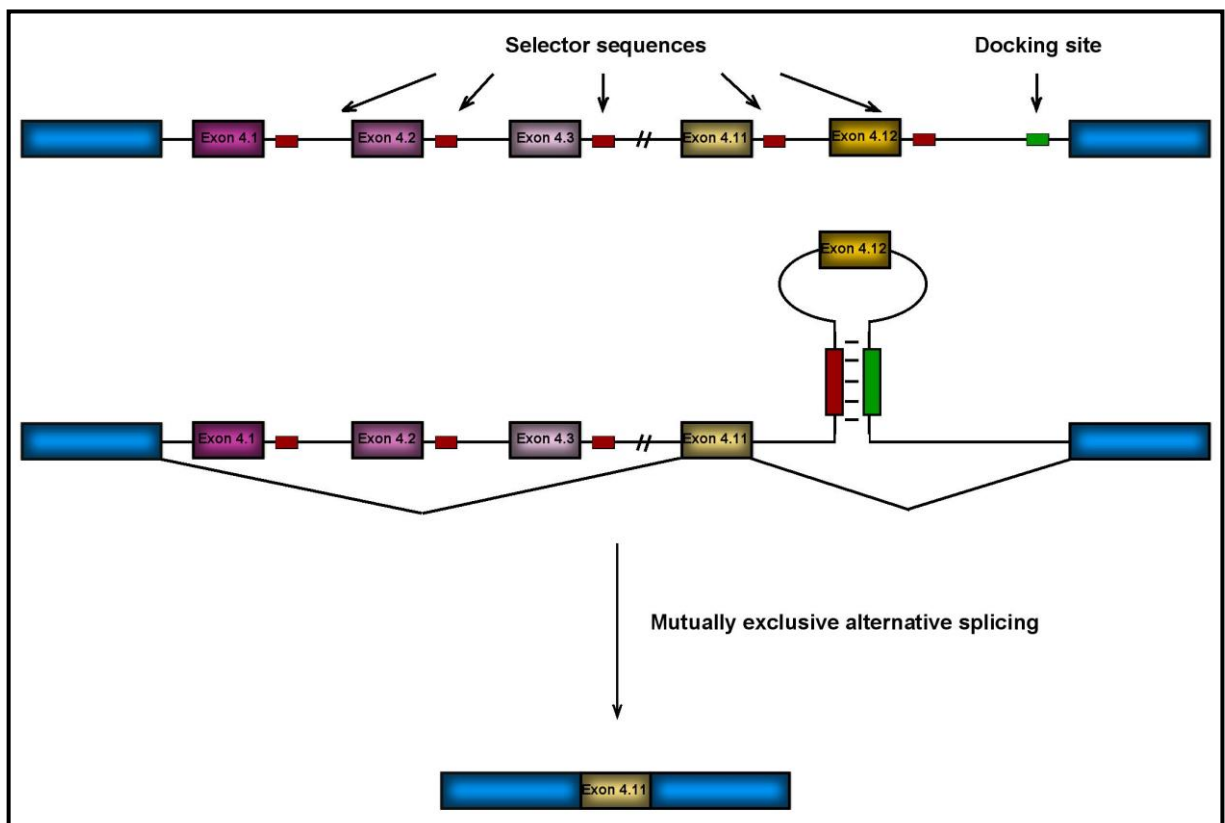 Selector sequences
Docking site
Exon 4.1
Exon 4.2
Exon 4.3
Exon 4.11
Exon 4.12
Exon 4.12
Exon 4.1
Exon 4.2
Exon 4.3
Exon 4.11
Mutually exclusive alternative splicing
Exon 4.11